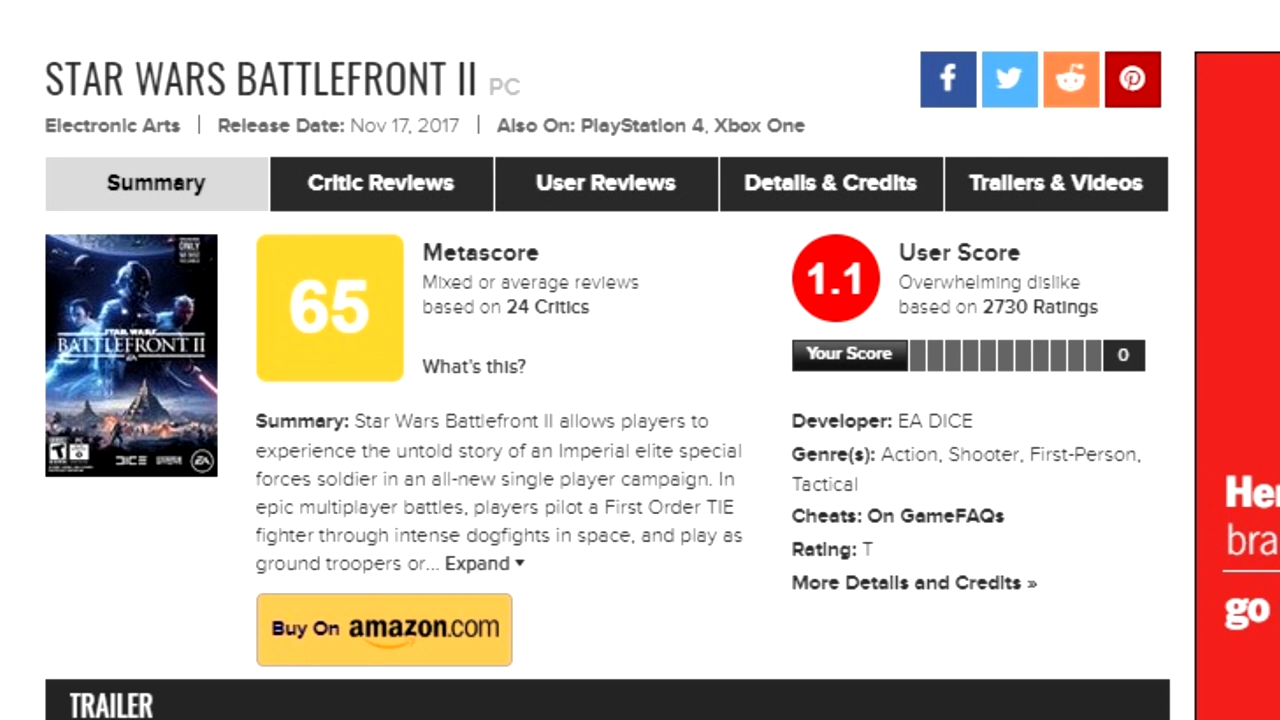 STAR WARS BATTLEFRONT II PC
Electronic Arts | Release Date: Nov 17, 2017 | Also On: PlayStation 4, Xbox One
Summary
Critic Reviews
User Reviews
Details & Credits
Trailers & Videos
STAR WARS
BATTLEFRONT II
EA
T
DICE
EA
65
Metascore
Mixed or average reviews
based on 24 Critics
What's this?
1.1
User Score
Overwhelming dislike
based on 2730 Ratings
Your Score
0
Summary: Star Wars Battlefront II allows players to
experience the untold story of an Imperial elite special
forces soldier in an all-new single player campaign. In
epic multiplayer battles, players pilot a First Order TIE
fighter through intense dogfights in space, and play as
ground troopers or... Expand
Buy On amazon.com
Developer: EA DICE
Genre(s): Action, Shooter, First-Person,
Tactical
Cheats: On GameFAQs
Rating: T
More Details and Credits »
go
TRAILER